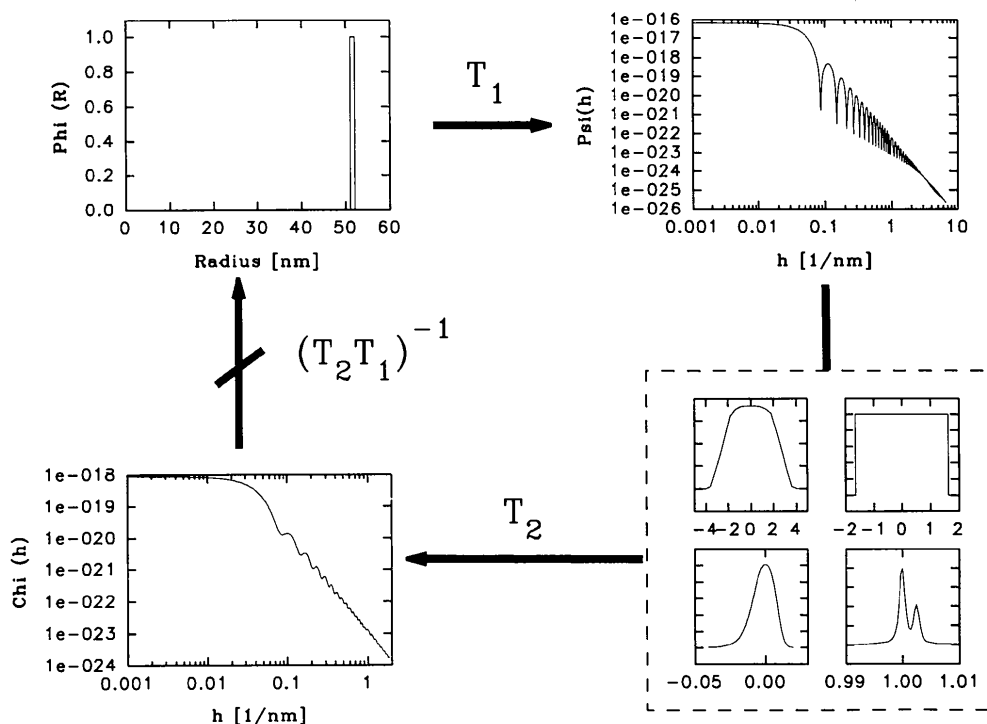 1.0
0.8
0.6
0.4
0.2
0.0
Phi (R)
0 10 20 30 40 50 60
Radius [nm]
T1
1e-016
1e-017
1e-018
1e-019
1e-020
1e-021
1e-022
1e-023
1e-024
1e-025
1e-026
Psi(h)
0.001 0.01 0.1 1 10
h [1/nm]
(T2T1)-1
-4 -2 0 2 4
-2 -1 0 1 2
-0.05 0.00
0.99 1.00 1.01
T2
1e-018
1e-019
1e-020
1e-021
1e-022
1e-023
1e-024
Chi (h)
0.001 0.01 0.1 1
h [1/nm]